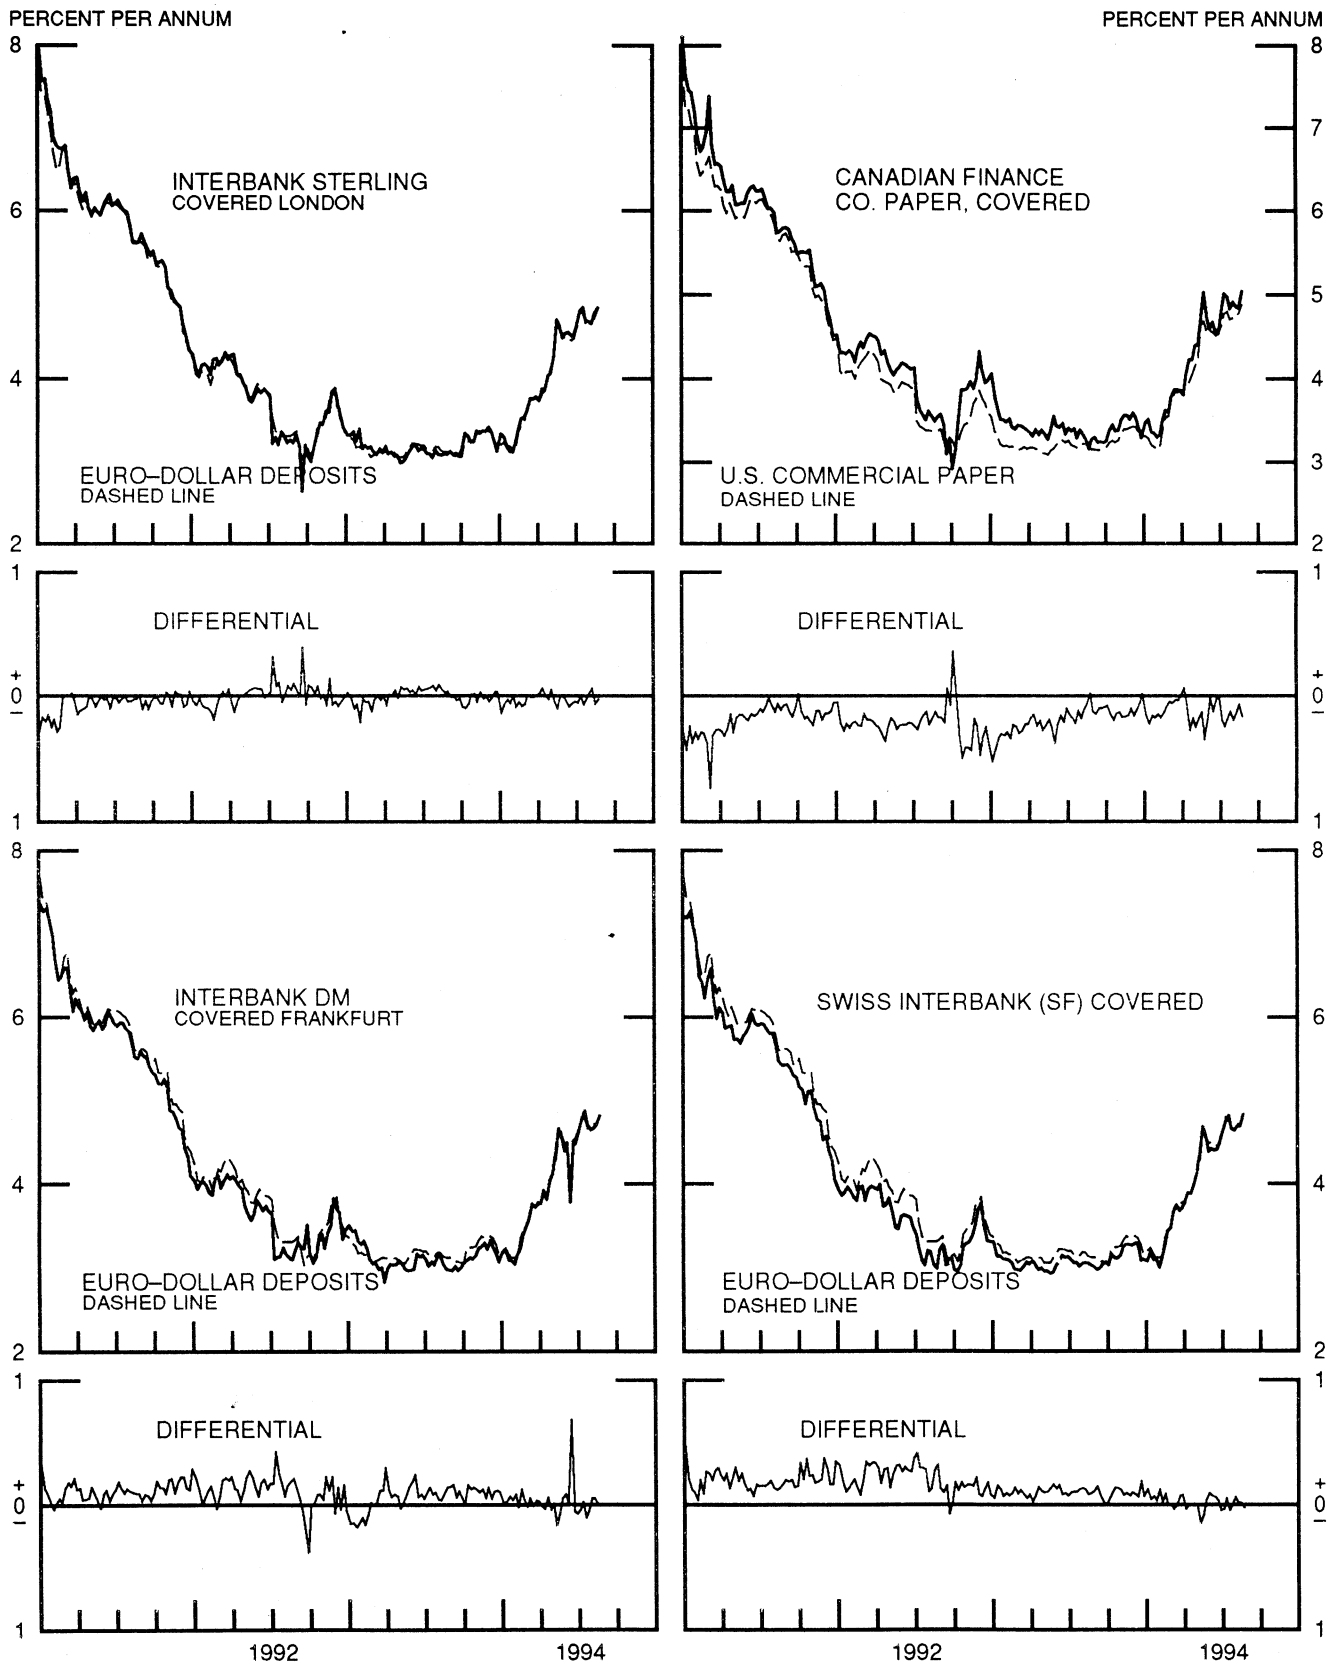 PERCENT PER ANNUM
PERCENT PER ANNUM
8
6
4
2
INTERBANK STERLING
COVERED LONDON
EURO–DOLLAR DEPOSITS
DASHED LINE
8
7
6
5
4
3
2
CANADIAN FINANCE
CO. PAPER, COVERED
U.S. COMMERCIAL PAPER
DASHED LINE
1
+
0
–
1
DIFFERENTIAL
1
+
0
–
1
DIFFERENTIAL
8
6
4
2
INTERBANK DM
COVERED FRANKFURT
EURO–DOLLAR DEPOSITS
DASHED LINE
8
6
4
2
SWISS INTERBANK (SF) COVERED
EURO–DOLLAR DEPOSITS
DASHED LINE
1
+
0
–
1
DIFFERENTIAL
1992
1994
1
+
0
–
1
DIFFERENTIAL
1992
1994